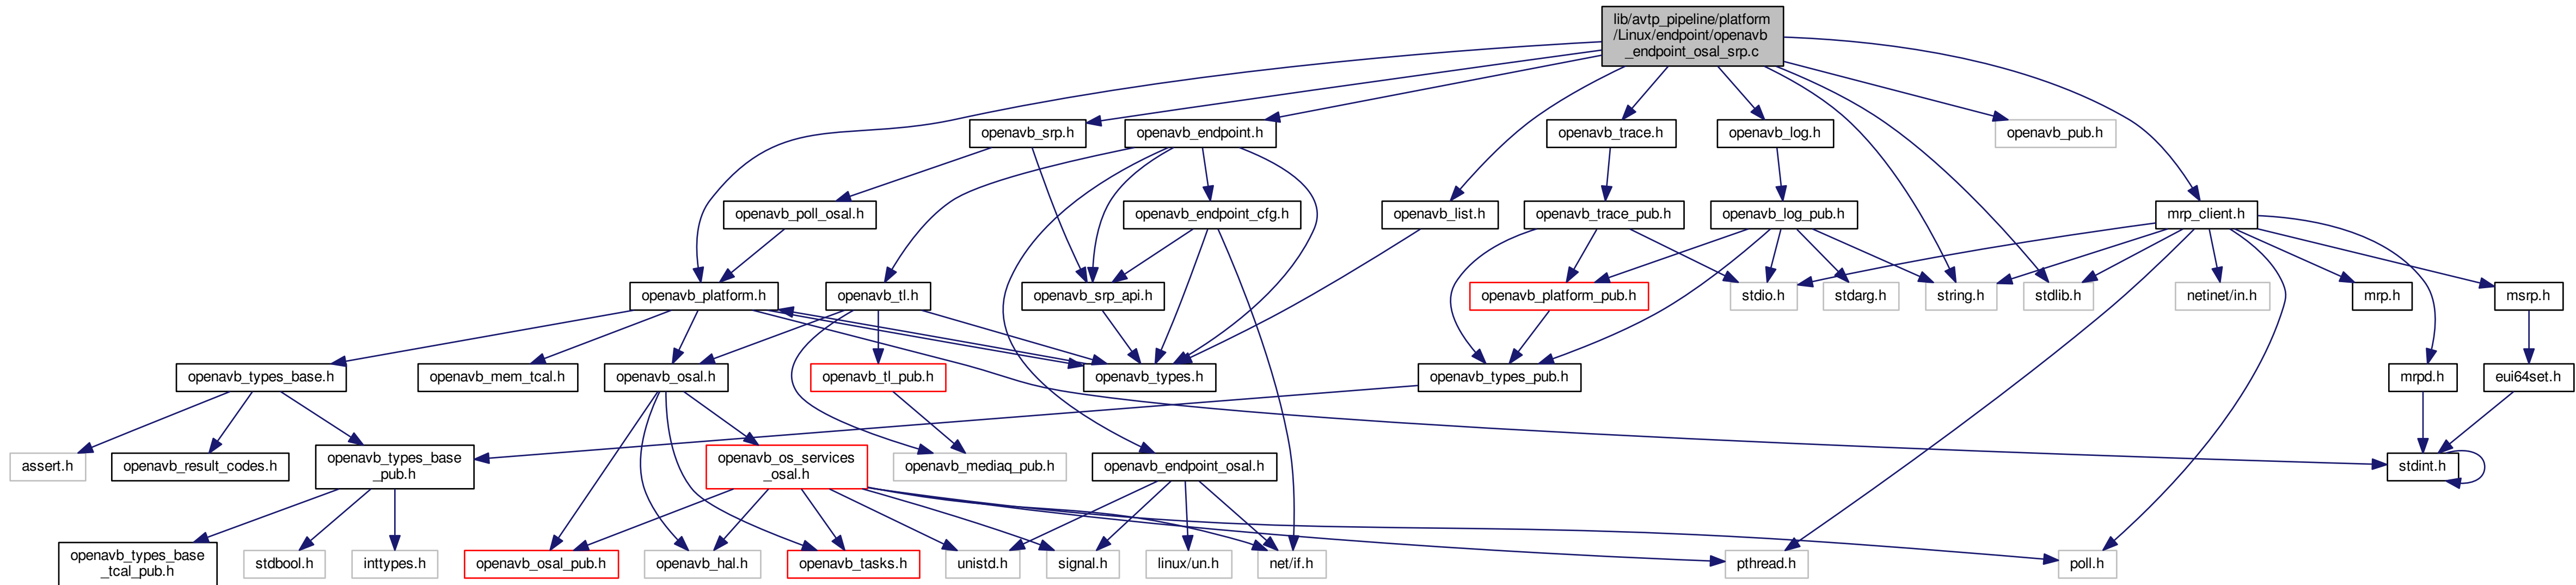 lib/avtp_pipeline/platform
/Linux/endpoint/openavb
_endpoint_osal_srp.c
openavb_srp.h
openavb_endpoint.h
openavb_trace.h
openavb_log.h
openavb_pub.h
openavb_poll_osal.h
openavb_endpoint_cfg.h
openavb_list.h
openavb_trace_pub.h
openavb_log_pub.h
mrp_client.h
openavb_platform.h
openavb_tl.h
openavb_srp_api.h
openavb_platform_pub.h
stdio.h
stdarg.h
string.h
stdlib.h
netinet/in.h
mrp.h
msrp.h
openavb_types_base.h
openavb_mem_tcal.h
openavb_osal.h
openavb_tl_pub.h
openavb_types.h
openavb_types_pub.h
mrpd.h
eui64set.h
assert.h
openavb_result_codes.h
openavb_types_base
_pub.h
openavb_os_services
_osal.h
openavb_mediaq_pub.h
openavb_endpoint_osal.h
stdint.h
openavb_types_base
_tcal_pub.h
stdbool.h
inttypes.h
openavb_osal_pub.h
openavb_hal.h
openavb_tasks.h
unistd.h
signal.h
linux/un.h
net/if.h
pthread.h
poll.h